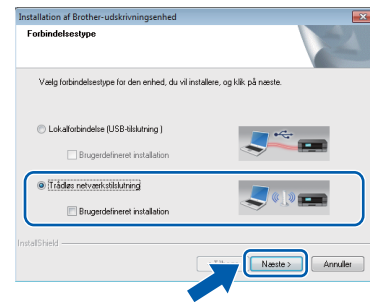 Installation af Brother-udskrivningsenhed
Forbindelsestype
Vælg forbindelsestype for den enhed, du vil installere, og klik på næste.
Lokalforbindelse (USB-tilslutning )
Brugerdefineret installation
Trådløs netværkstilslutning
Brugerdefineret installation
InstallShield
Næste > Annuller